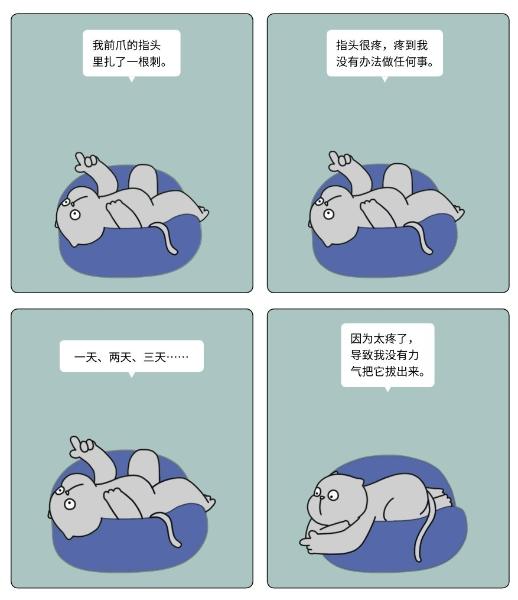 我前爪的指头
里扎了一根刺。
指头很疼，疼到我
没有办法做任何事。
一天、两天、三天……
因为太疼了，
导致我没有力
气把它拔出来。